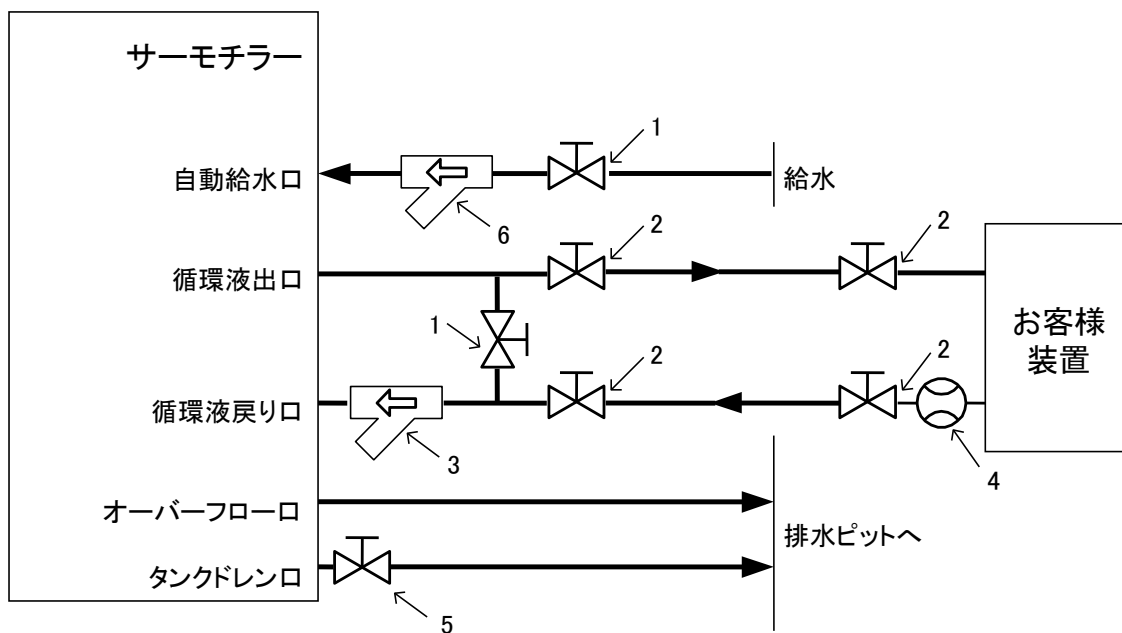 サーモチラー
1
自動給水口
給水
6
2
2
循環液出口
お客様
装置
1
2
2
循環液戻り口
3
4
オーバーフロー口
排水ピットへ
タンクドレン口
5